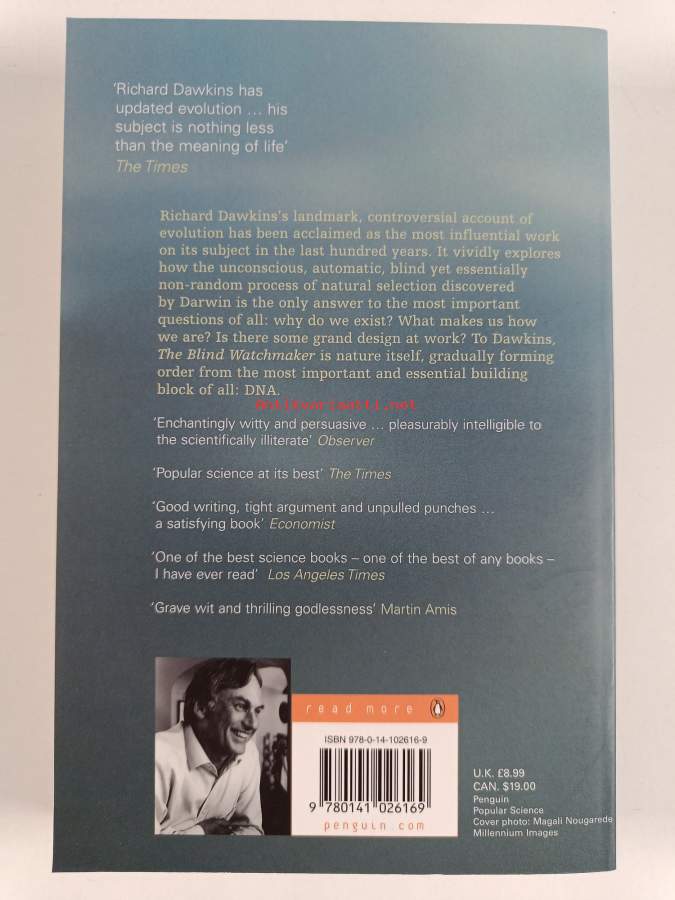 ‘Richard Dawkins has
updated evolution … his
subject is nothing less
than the meaning of life’
The Times
Richard Dawkins's landmark, controversial account of
evolution has been acclaimed as the most influential work
on its subject in the last hundred years. It vividly explores
how the unconscious, automatic, blind yet essentially
non-random process of natural selection discovered
by Darwin is the only answer to the most important
questions of all: why do we exist? What makes us how
we are? Is there some grand design at work? To Dawkins,
The Blind Watchmaker is nature itself, gradually forming
order from the most important and essential building
block of all: DNA.
Antikvariaatti.net
‘Enchantingly witty and persuasive … pleasurably intelligible to
the scientifically illiterate’ Observer
‘Popular science at its best’ The Times
‘Good writing, tight argument and unpulled punches …
a satisfying book’ Economist
‘One of the best science books – one of the best of any books –
I have ever read’ Los Angeles Times
‘Grave wit and thrilling godlessness’ Martin Amis
read more
ISBN 978-0-14-102616-9
9 780141 026169
penguin.com
U.K. £8.99
CAN. $19.00
Penguin
Popular Science
Cover photo: Magali Nougarede
Millennium Images